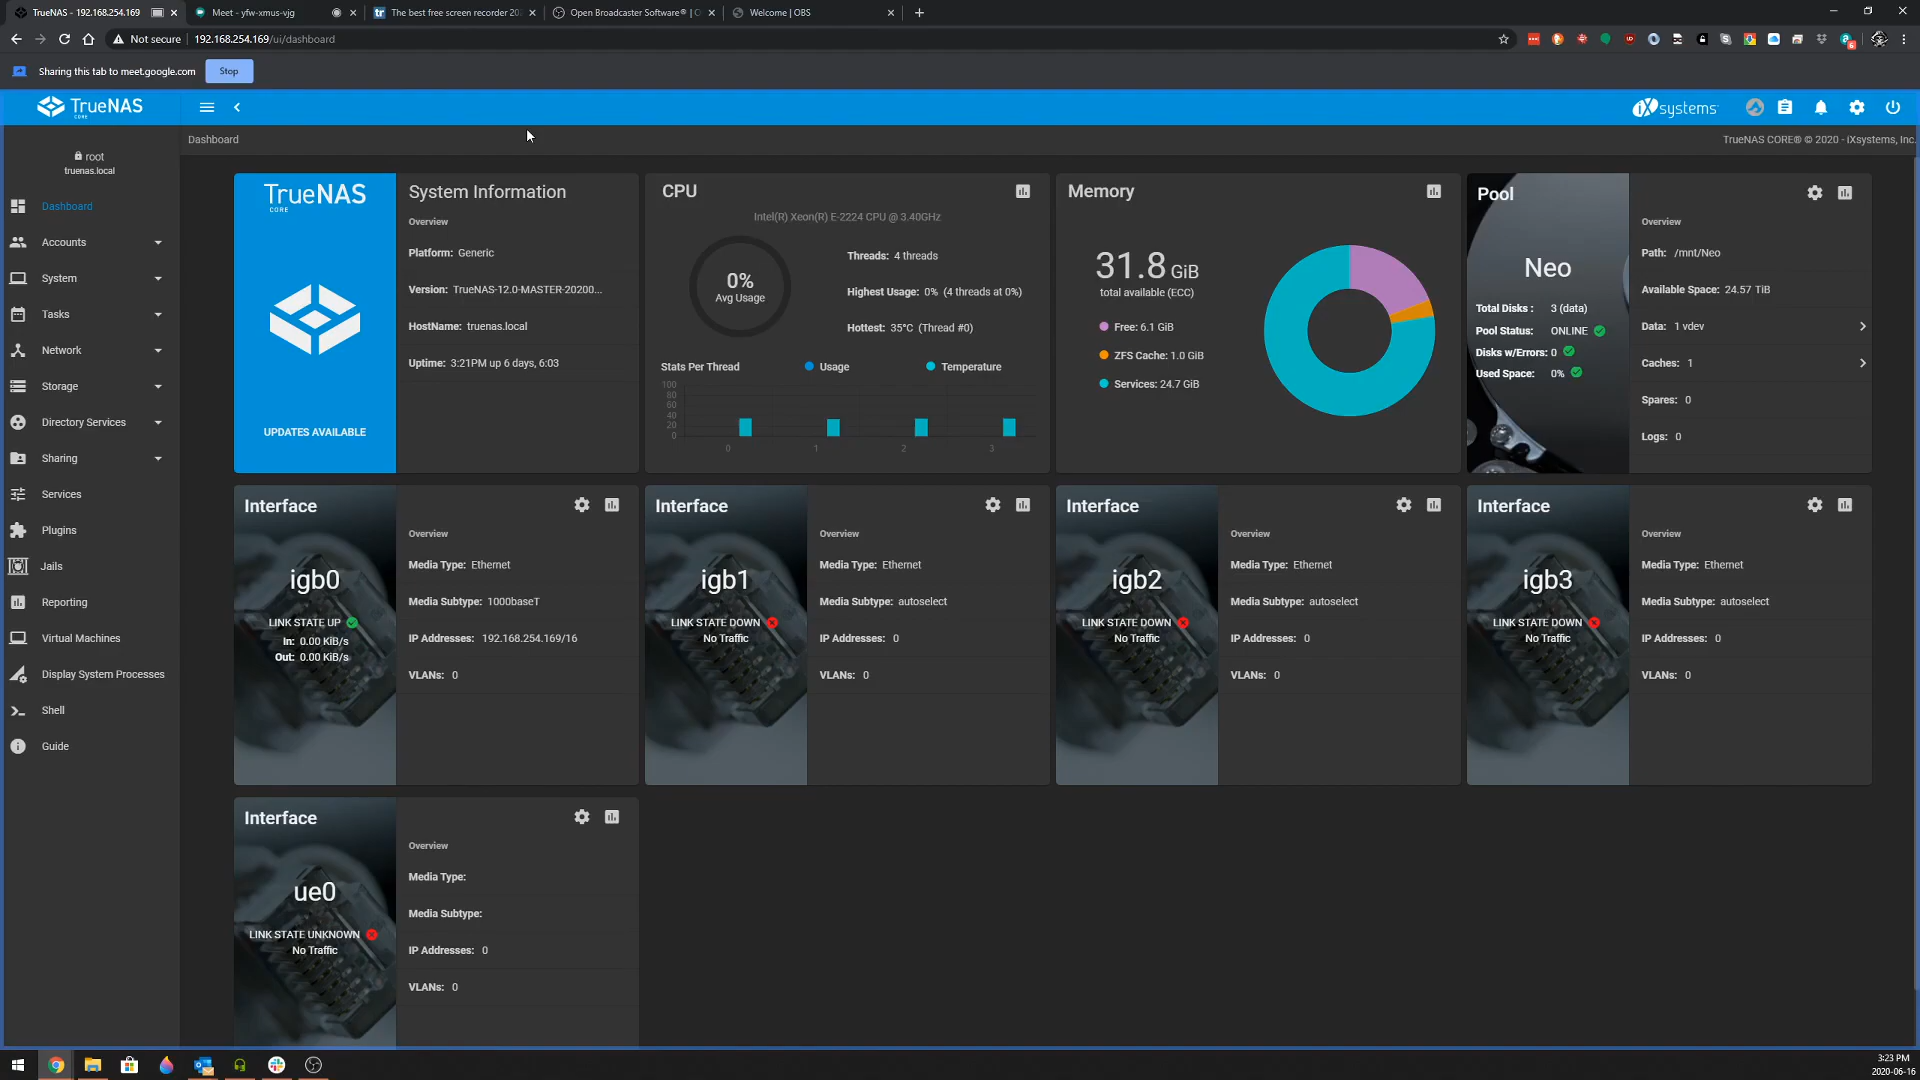 TrueNAS - 192.168.254.169
Meet - yfw-xmus-vjg
The best free screen recorder 202
Open Broadcaster Software® | O
Welcome | OBS
Not secure
192.168.254.169/ui/dashboard
Sharing this tab to meet.google.com
Stop
TrueNAS
CORE
iXsystems
Dashboard
TrueNAS CORE® © 2020 - iXsystems, Inc.
root
truenas.local
Dashboard
Accounts
System
Tasks
Network
Storage
Directory Services
Sharing
Services
Plugins
Jails
Reporting
Virtual Machines
Display System Processes
Shell
Guide
TrueNAS
CORE
UPDATES AVAILABLE
System Information
Overview
Platform: Generic
Version: TrueNAS-12.0-MASTER-20200...
HostName: truenas.local
Uptime: 3:21PM up 6 days, 6:03
CPU
Intel(R) Xeon(R) E-2224 CPU @ 3.40GHz
0%
Avg Usage
Threads: 4 threads
Highest Usage: 0% (4 threads at 0%)
Hottest: 35°C (Thread #0)
Stats Per Thread
Usage
Temperature
100
80
60
40
20
0
0 1 2 3
Memory
31.8 GiB
total available (ECC)
Free: 6.1 GiB
ZFS Cache: 1.0 GiB
Services: 24.7 GiB
Pool
Neo
Total Disks : 3 (data)
Pool Status: ONLINE
Disks w/Errors: 0
Used Space: 0%
Overview
Path: /mnt/Neo
Available Space: 24.57 TiB
Data: 1 vdev
Caches: 1
Spares: 0
Logs: 0
Interface
igb0
LINK STATE UP
In: 0.00 KiB/s
Out: 0.00 KiB/s
Overview
Media Type: Ethernet
Media Subtype: 1000baseT
IP Addresses: 192.168.254.169/16
VLANs: 0
Interface
igb1
LINK STATE DOWN
No Traffic
Overview
Media Type: Ethernet
Media Subtype: autoselect
IP Addresses: 0
VLANs: 0
Interface
igb2
LINK STATE DOWN
No Traffic
Overview
Media Type: Ethernet
Media Subtype: autoselect
IP Addresses: 0
VLANs: 0
Interface
igb3
LINK STATE DOWN
No Traffic
Overview
Media Type: Ethernet
Media Subtype: autoselect
IP Addresses: 0
VLANs: 0
Interface
ue0
LINK STATE UNKNOWN
No Traffic
Overview
Media Type:
Media Subtype:
IP Addresses: 0
VLANs: 0
3:23 PM
2020-06-16